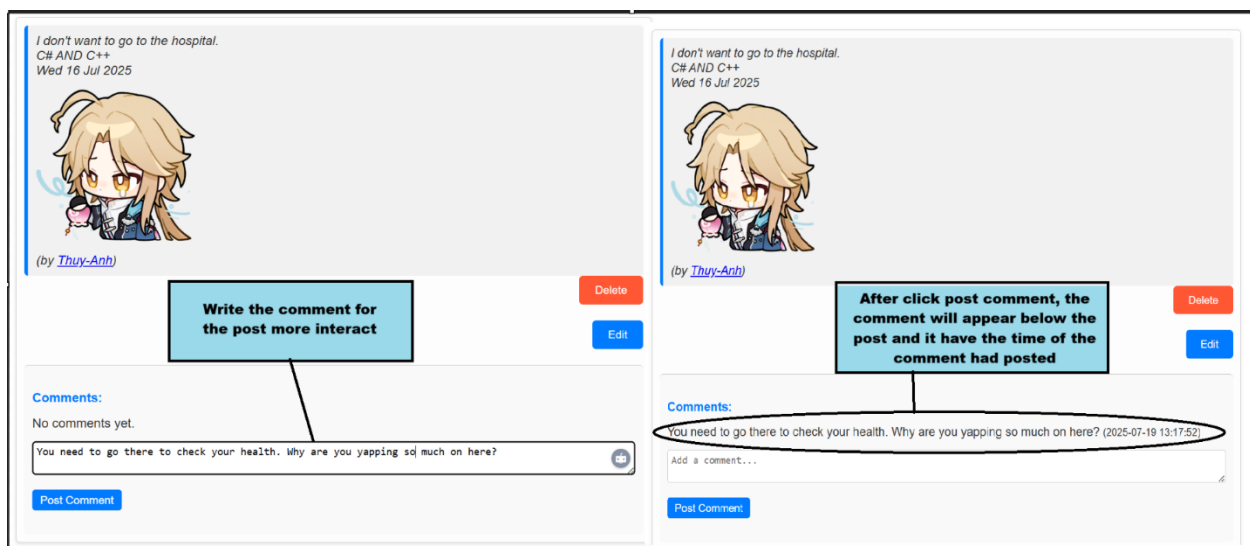 I don't want to go to the hospital.
C# AND C++
Wed 16 Jul 2025
(by Thuy-Anh)
Delete
Edit
Write the comment for
the post more interact
Comments:
No comments yet.
You need to go there to check your health. Why are you yapping so much on here?
Post Comment
I don't want to go to the hospital.
C# AND C++
Wed 16 Jul 2025
(by Thuy-Anh)
Delete
Edit
After click post comment, the
comment will appear below the
post and it have the time of the
comment had posted
Comments:
You need to go there to check your health. Why are you yapping so much on here? (2025-07-19 13:17:52)
Add a comment...
Post Comment